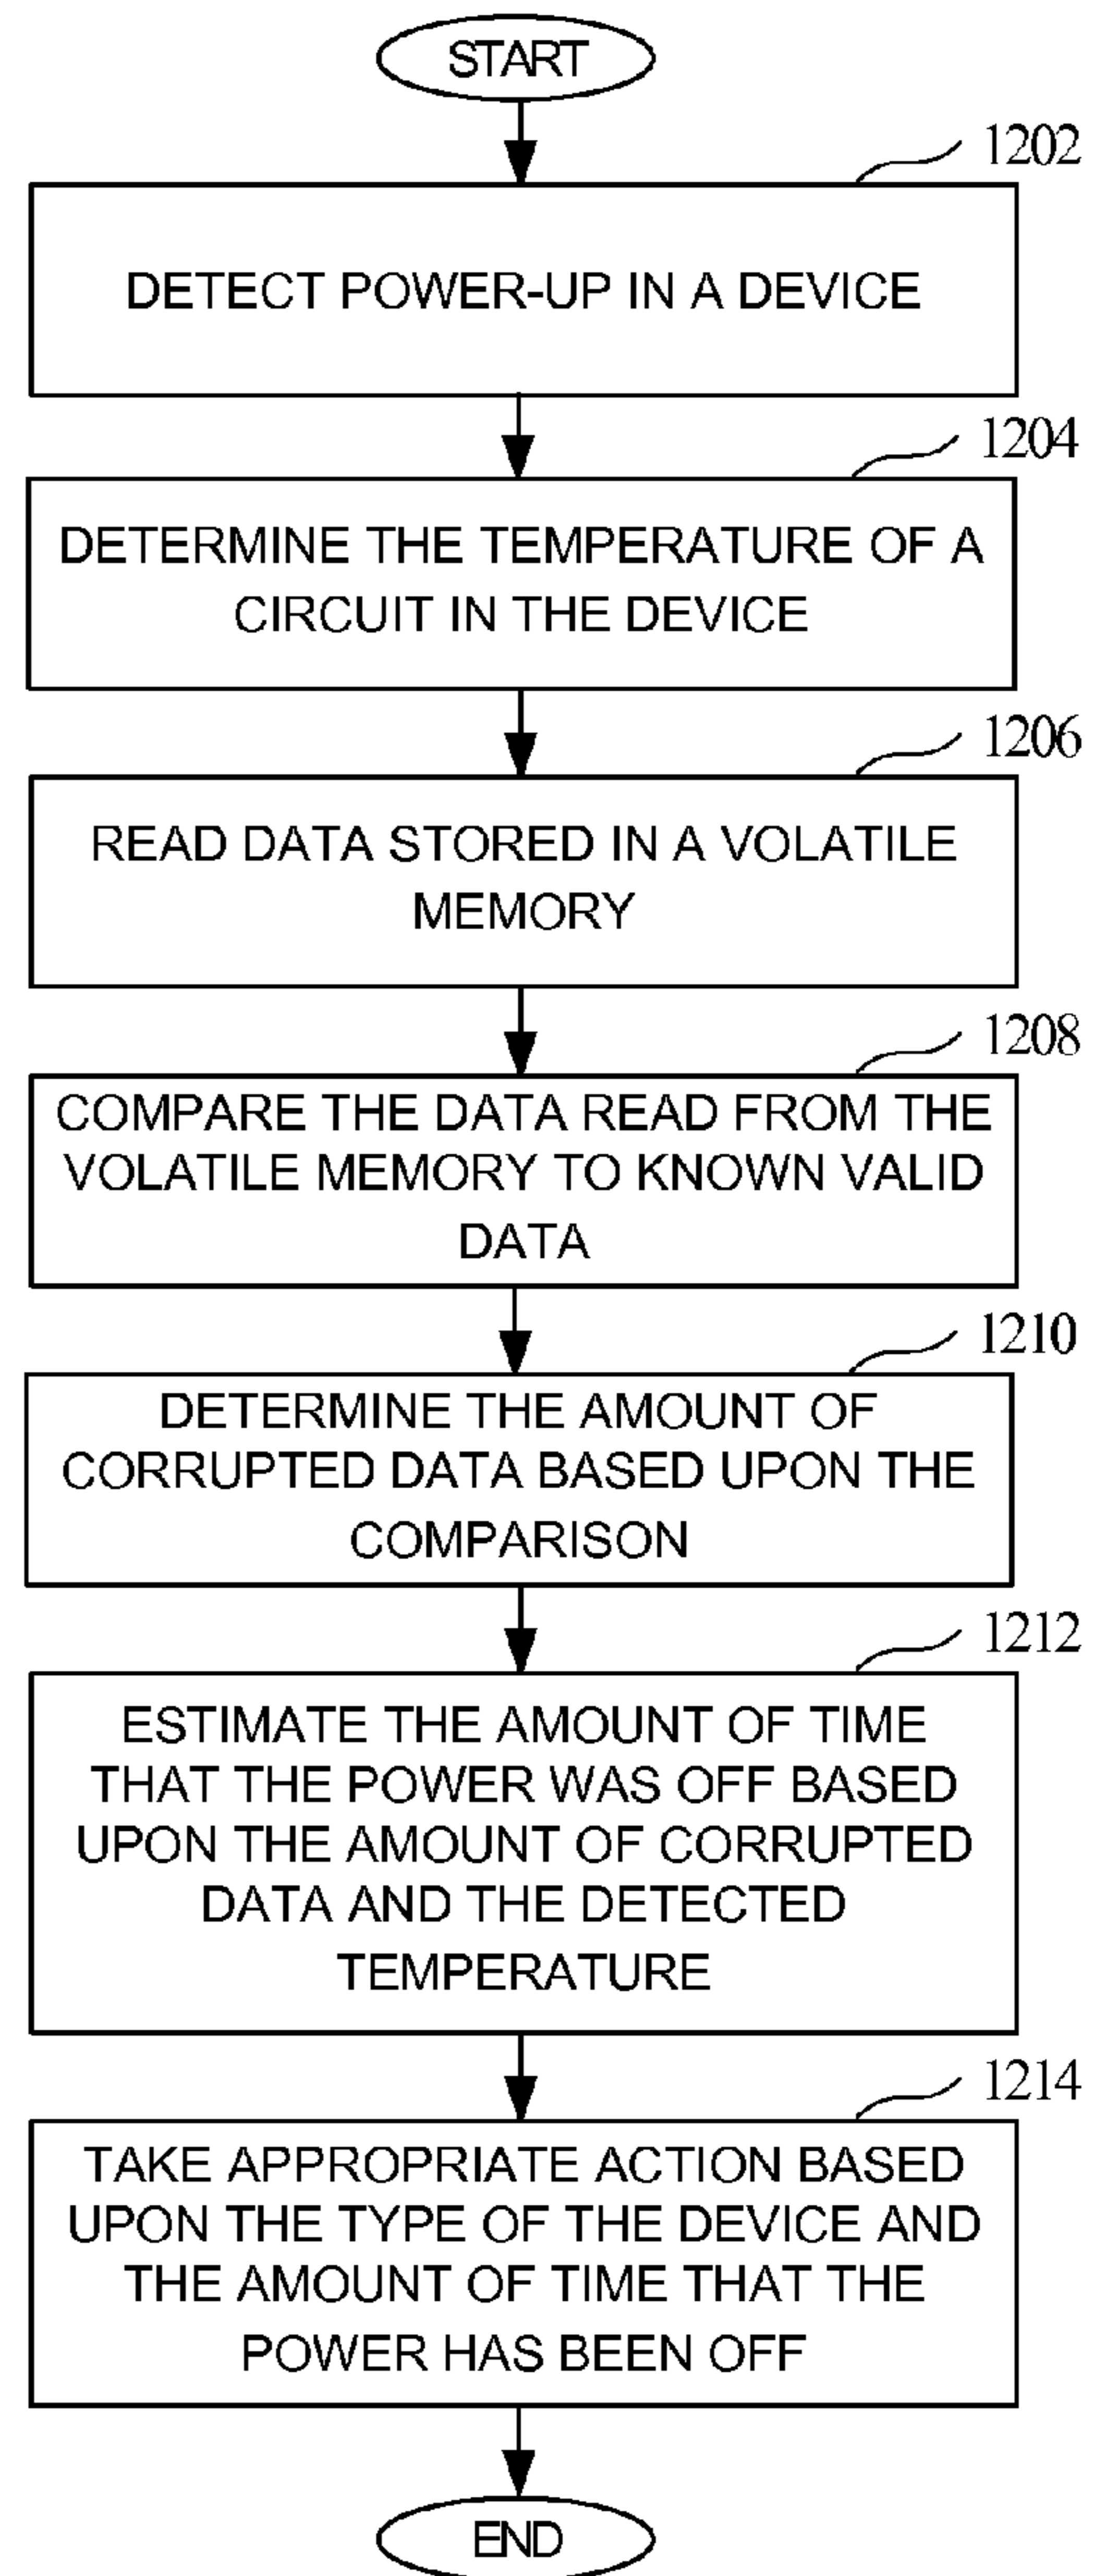 START
1202
DETECT POWER-UP IN A DEVICE
1204
DETERMINE THE TEMPERATURE OF A
CIRCUIT IN THE DEVICE
1206
READ DATA STORED IN A VOLATILE
MEMORY
1208
COMPARE THE DATA READ FROM THE
VOLATILE MEMORY TO KNOWN VALID
DATA
1210
DETERMINE THE AMOUNT OF
CORRUPTED DATA BASED UPON THE
COMPARISON
1212
ESTIMATE THE AMOUNT OF TIME
THAT THE POWER WAS OFF BASED
UPON THE AMOUNT OF CORRUPTED
DATA AND THE DETECTED
TEMPERATURE
1214
TAKE APPROPRIATE ACTION BASED
UPON THE TYPE OF THE DEVICE AND
THE AMOUNT OF TIME THAT THE
POWER HAS BEEN OFF
END